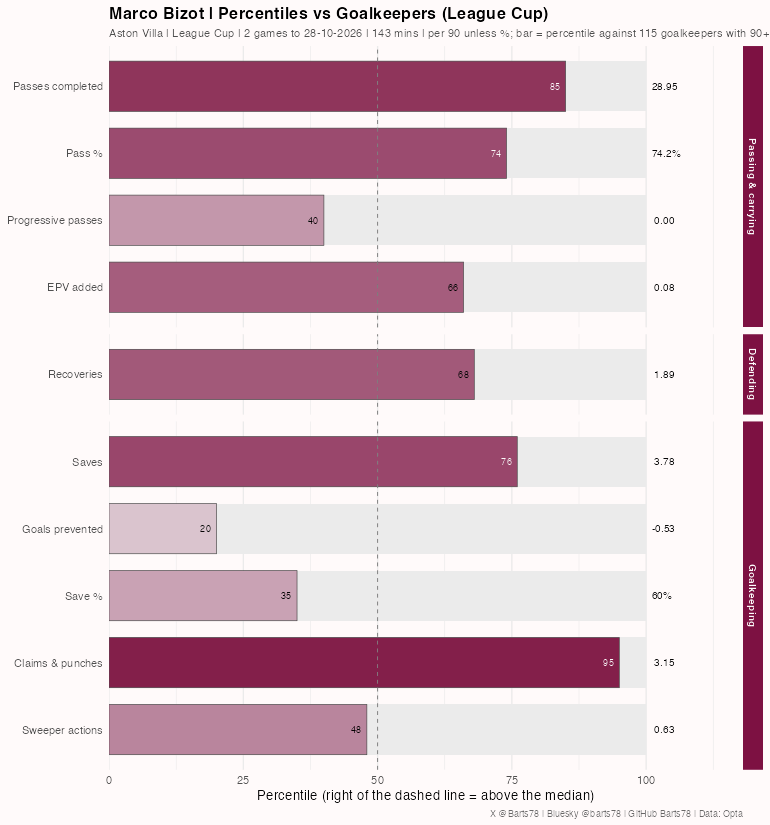 Marco Bizot | Percentiles vs Goalkeepers (League Cup)
Aston Villa | League Cup | 2 games to 28-10-2026 | 143 mins | per 90 unless %; bar = percentile against 115 goalkeepers with 90+
Passes completed 85 28.95
Pass % 74 74.2%
Progressive passes 40 0.00
EPV added 66 0.08
Passing & carrying
Recoveries 68 1.89
Defending
Saves 76 3.78
Goals prevented 20 -0.53
Save % 35 60%
Claims & punches 95 3.15
Sweeper actions 48 0.63
Goalkeeping
0 25 50 75 100
Percentile (right of the dashed line = above the median)
X @Barts78 | Bluesky @barts78 | GitHub Barts78 | Data: Opta